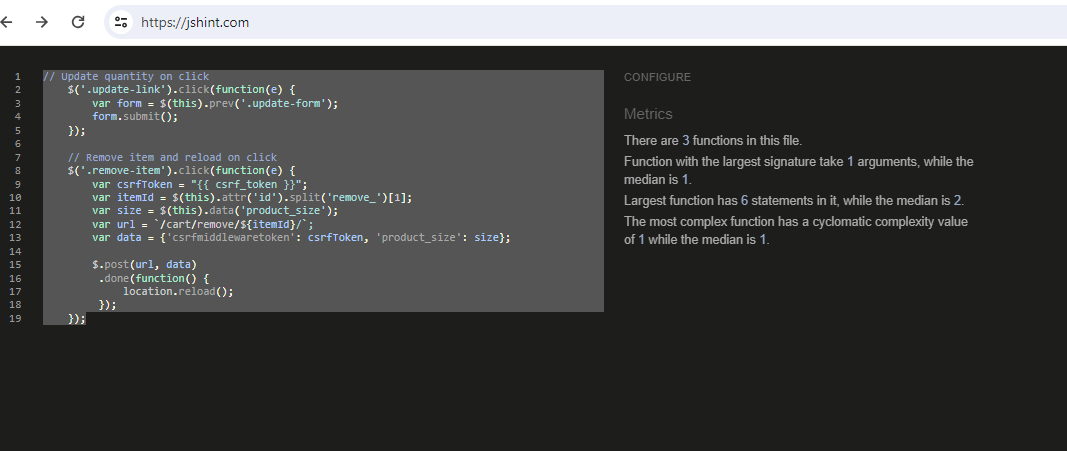 https://jshint.com
1 // Update quantity on click
2 $('.update-link').click(function(e) {
3 var form = $(this).prev('.update-form');
4 form.submit();
5 });
6
7 // Remove item and reload on click
8 $('.remove-item').click(function(e) {
9 var csrfToken = "{{ csrf_token }}";
10 var itemId = $(this).attr('id').split('remove_')[1];
11 var size = $(this).data('product_size');
12 var url = `/cart/remove/${itemId}/`;
13 var data = {'csrfmiddlewaretoken': csrfToken, 'product_size': size};
14
15 $.post(url, data)
16 .done(function() {
17 location.reload();
18 });
19 });
CONFIGURE
Metrics
There are 3 functions in this file.
Function with the largest signature take 1 arguments, while the
median is 1.
Largest function has 6 statements in it, while the median is 2.
The most complex function has a cyclomatic complexity value
of 1 while the median is 1.